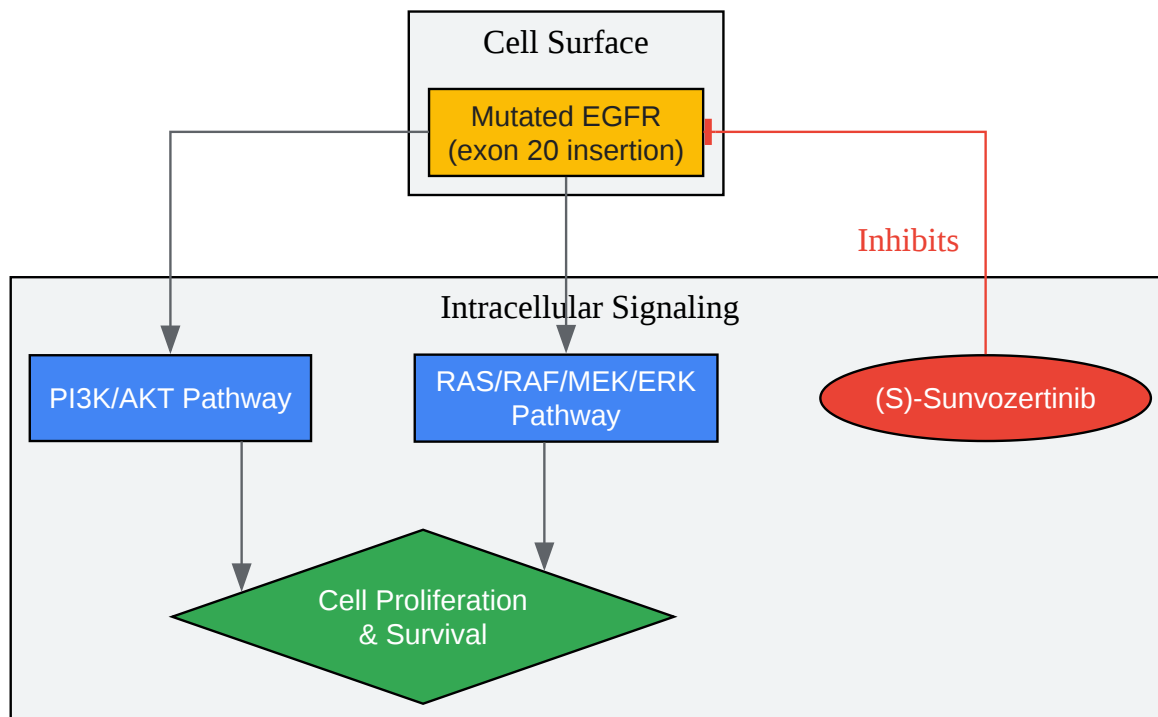 Cell Surface
Mutated EGFR
(exon 20 insertion)
Inhibits
Intracellular Signaling
PI3K/AKT Pathway
RAS/RAF/MEK/ERK
Pathway
(S)-Sunvozertinib
Cell Proliferation
& Survival